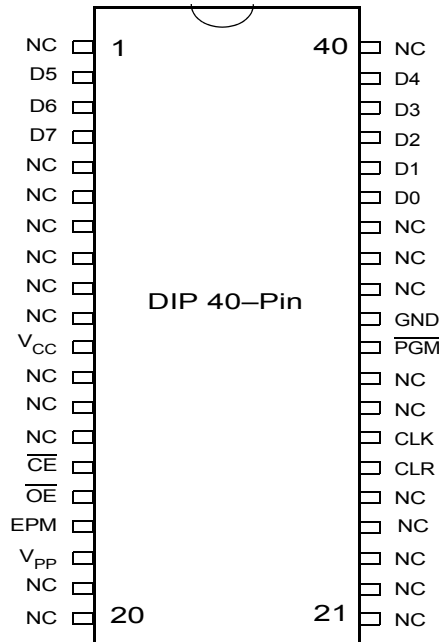 NC 1 40 NC
D5 D4
D6 D3
D7 D2
NC D1
NC D0
NC NC
NC NC
NC NC
DIP 40–Pin
NC GND
VCC PGM
NC NC
NC NC
NC CLK
CE CLR
OE NC
EPM NC
VPP NC
NC NC
NC 20 21 NC